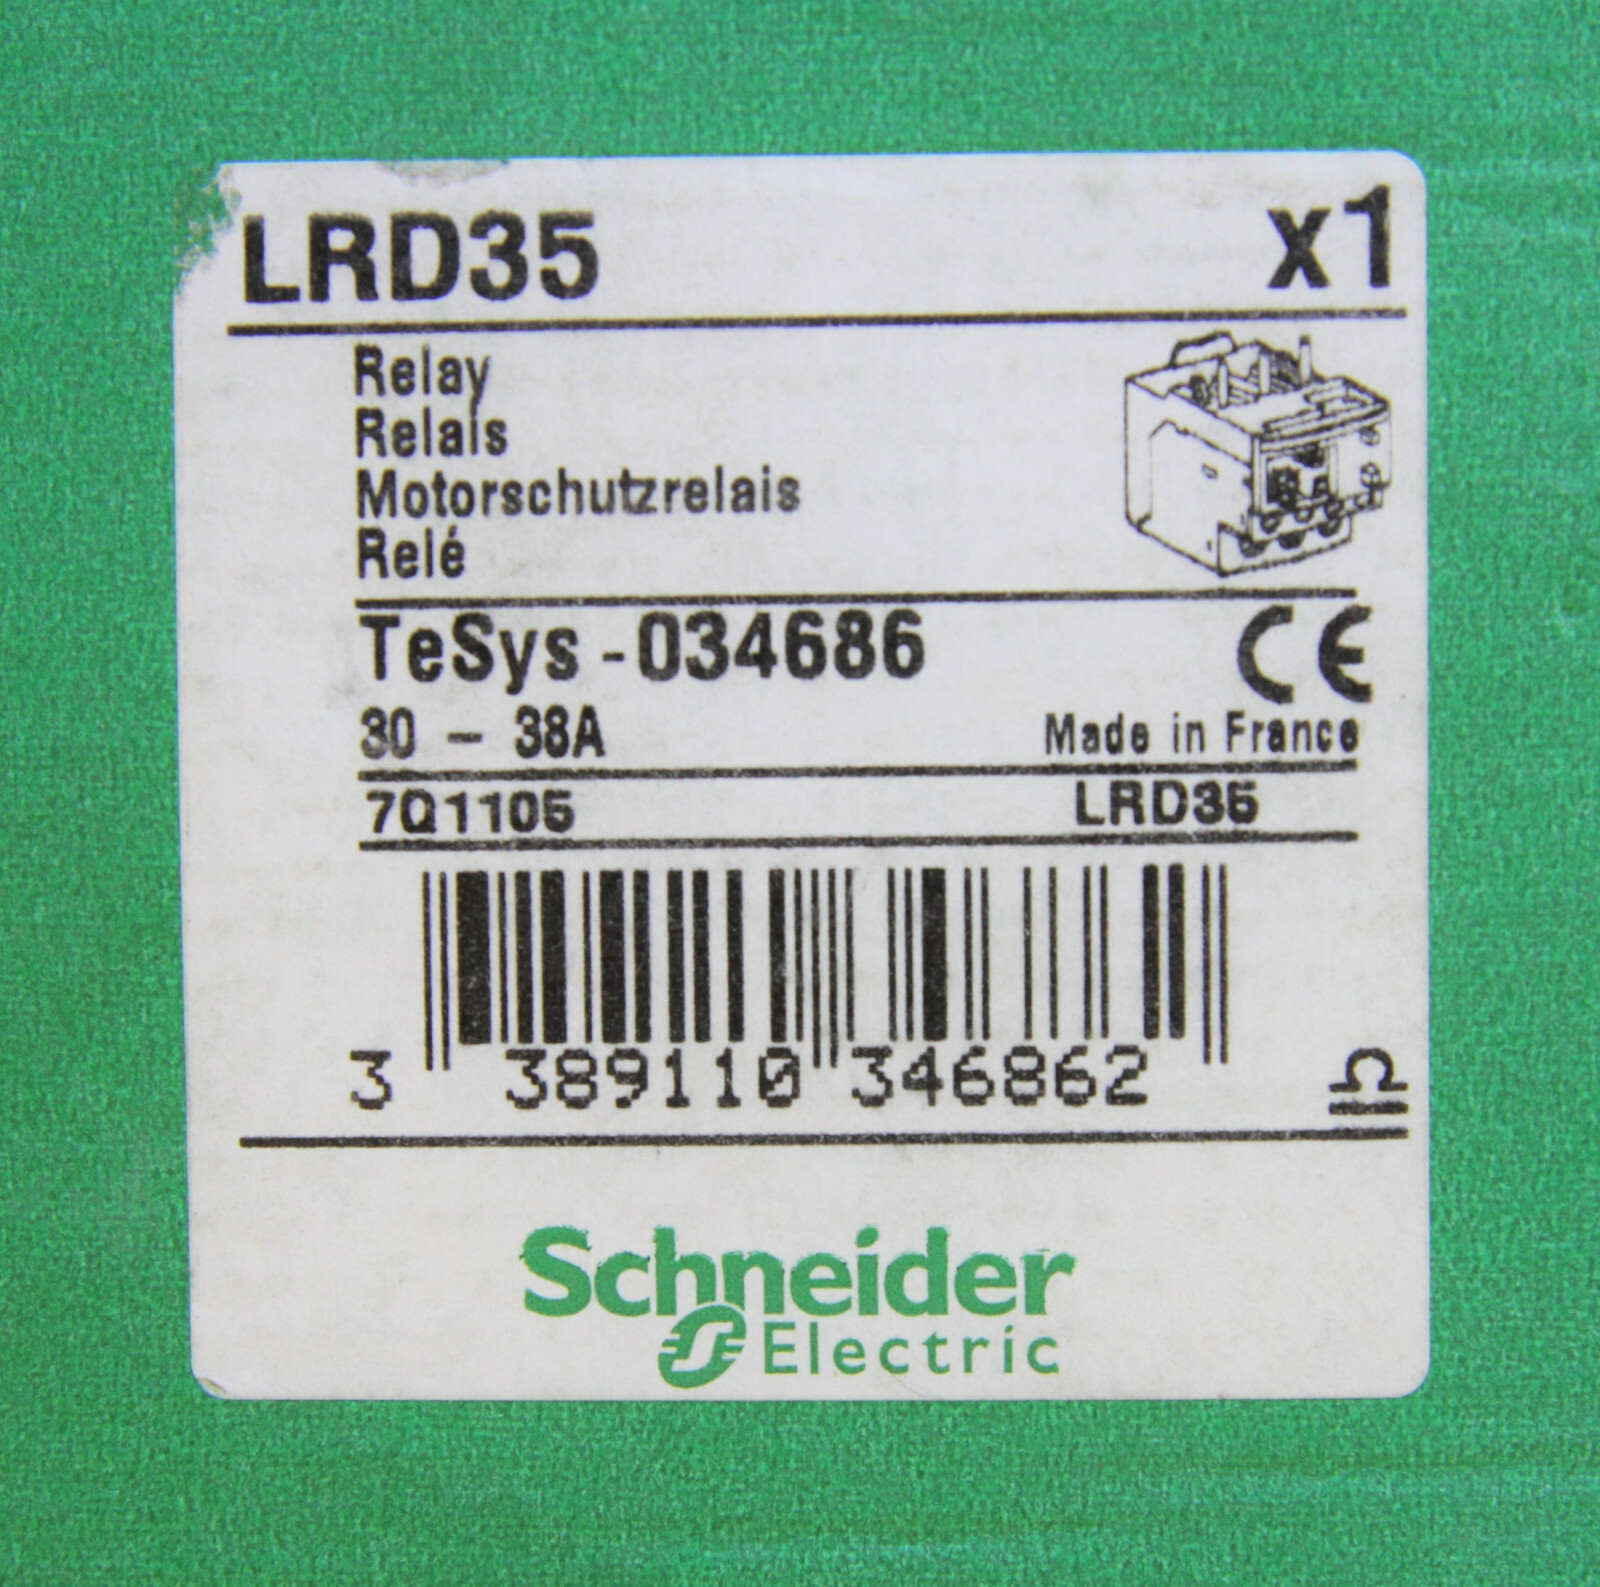 LRD35 x1
Relay
Relais
Motorschutzrelais
Relé
TeSys - 034686 CE
30 - 38A Made in France
7Q1105 LRD35
3 389110 346862
Schneider
Electric